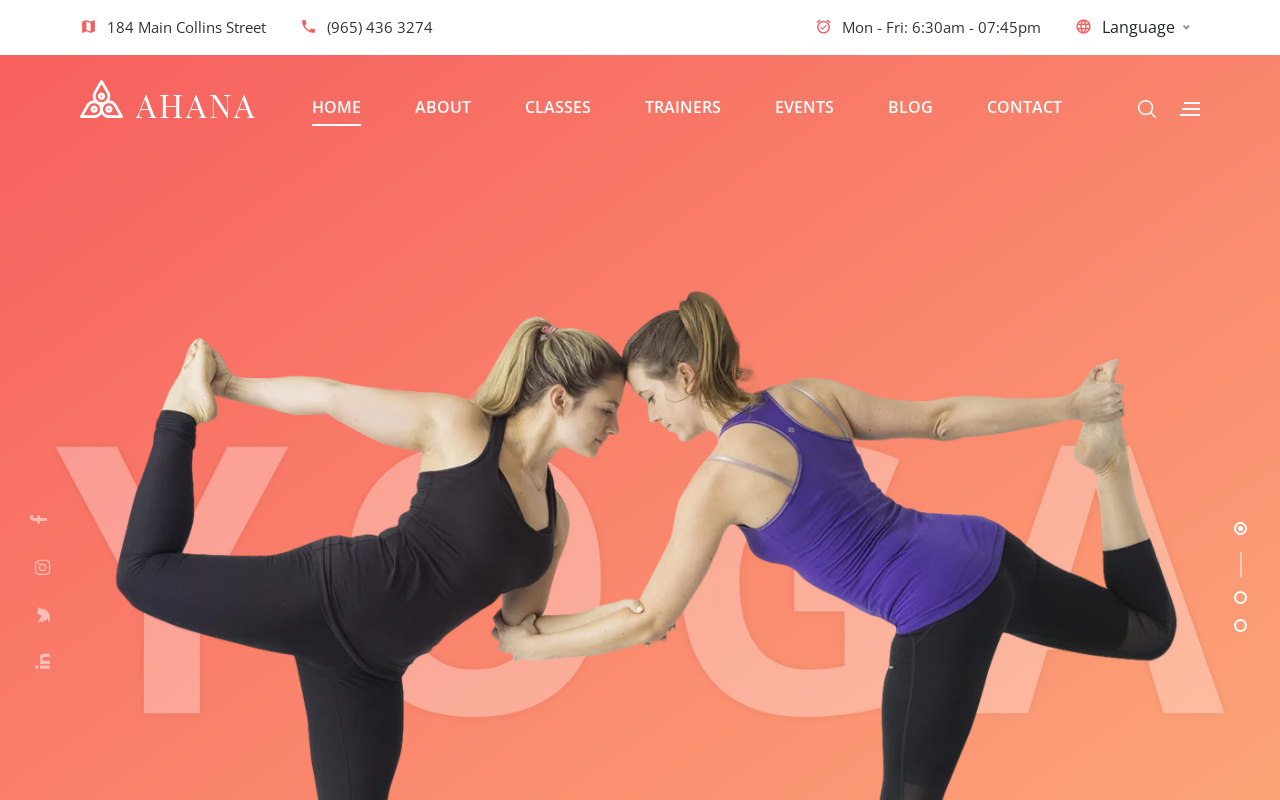 184 Main Collins Street (965) 436 3274 Mon - Fri: 6:30am - 07:45pm Language
AHANA HOME ABOUT CLASSES TRAINERS EVENTS BLOG CONTACT
YOGA